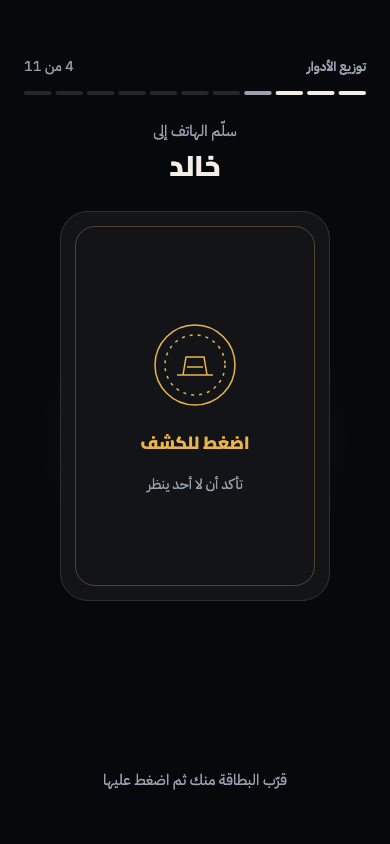 توزيع الأدوار
4 من 11
سلّم الهاتف إلى
خالد
اضغط للكشف
تأكد أن لا أحد ينظر
قرّب البطاقة منك ثم اضغط عليها